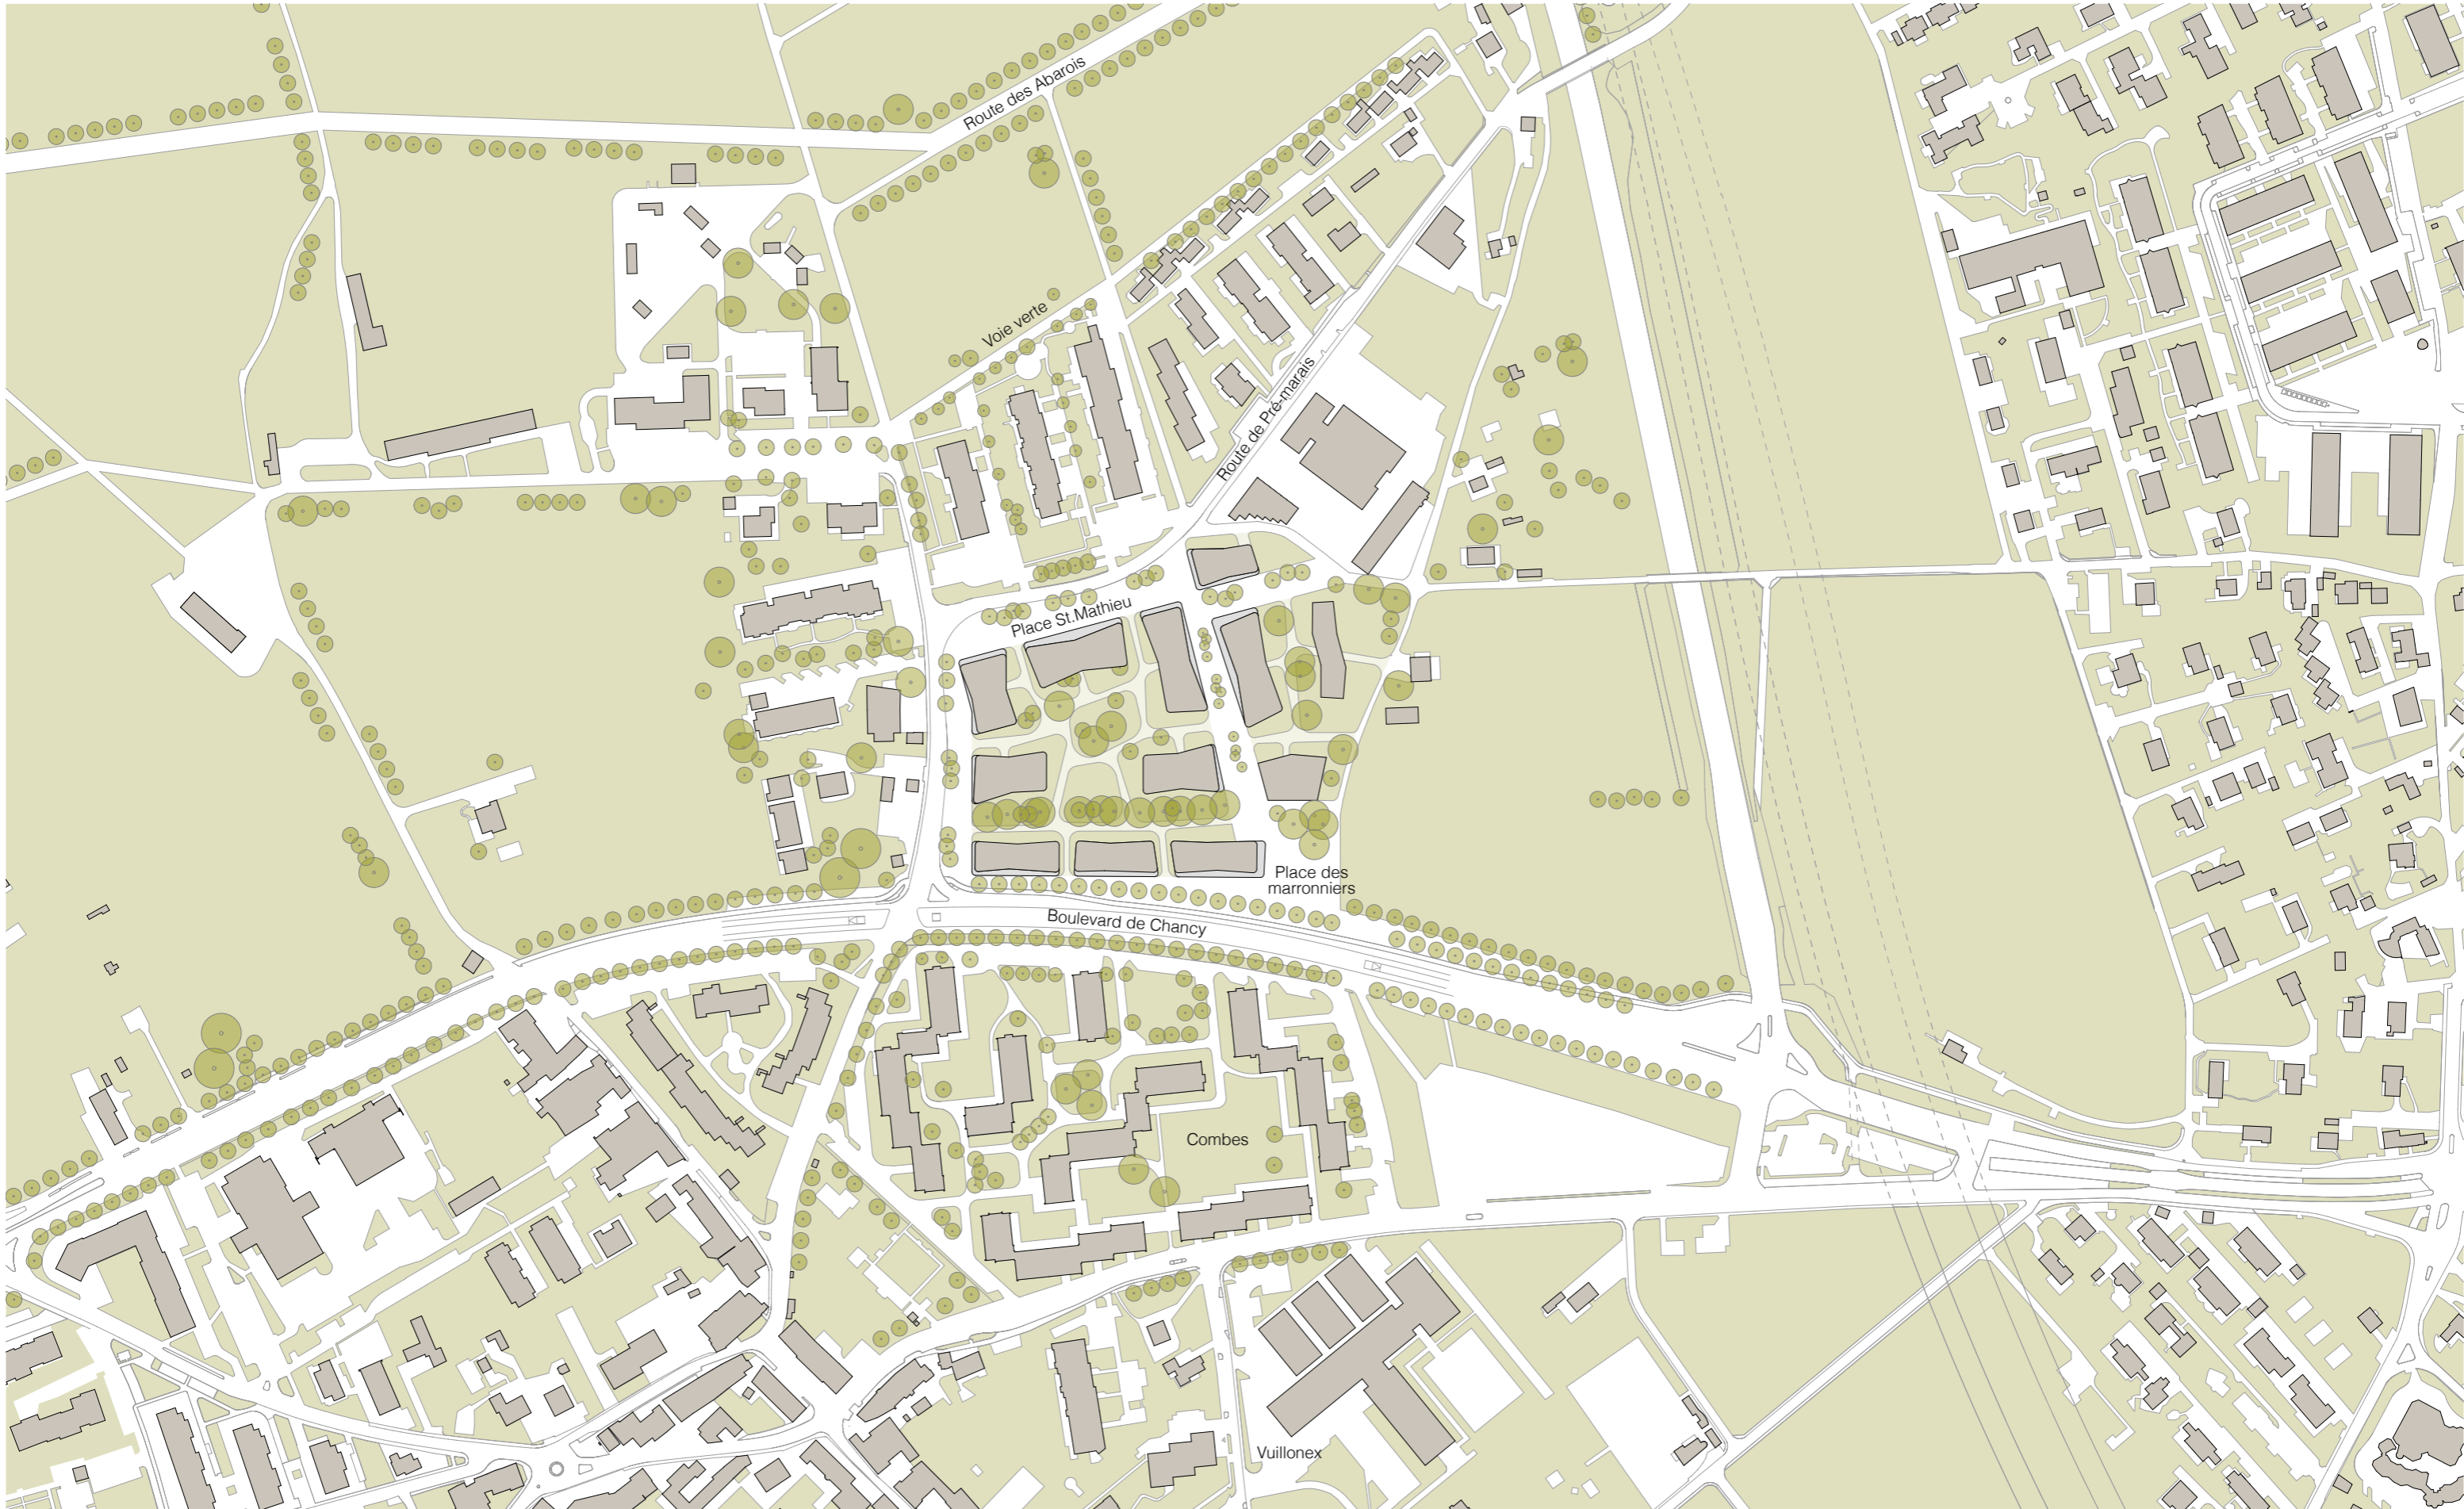 Route des Abarois
Voie verte
Route de Pré-marais
Place St.Mathieu
Place des
marronniers
Boulevard de Chancy
Combes
Vuillonex